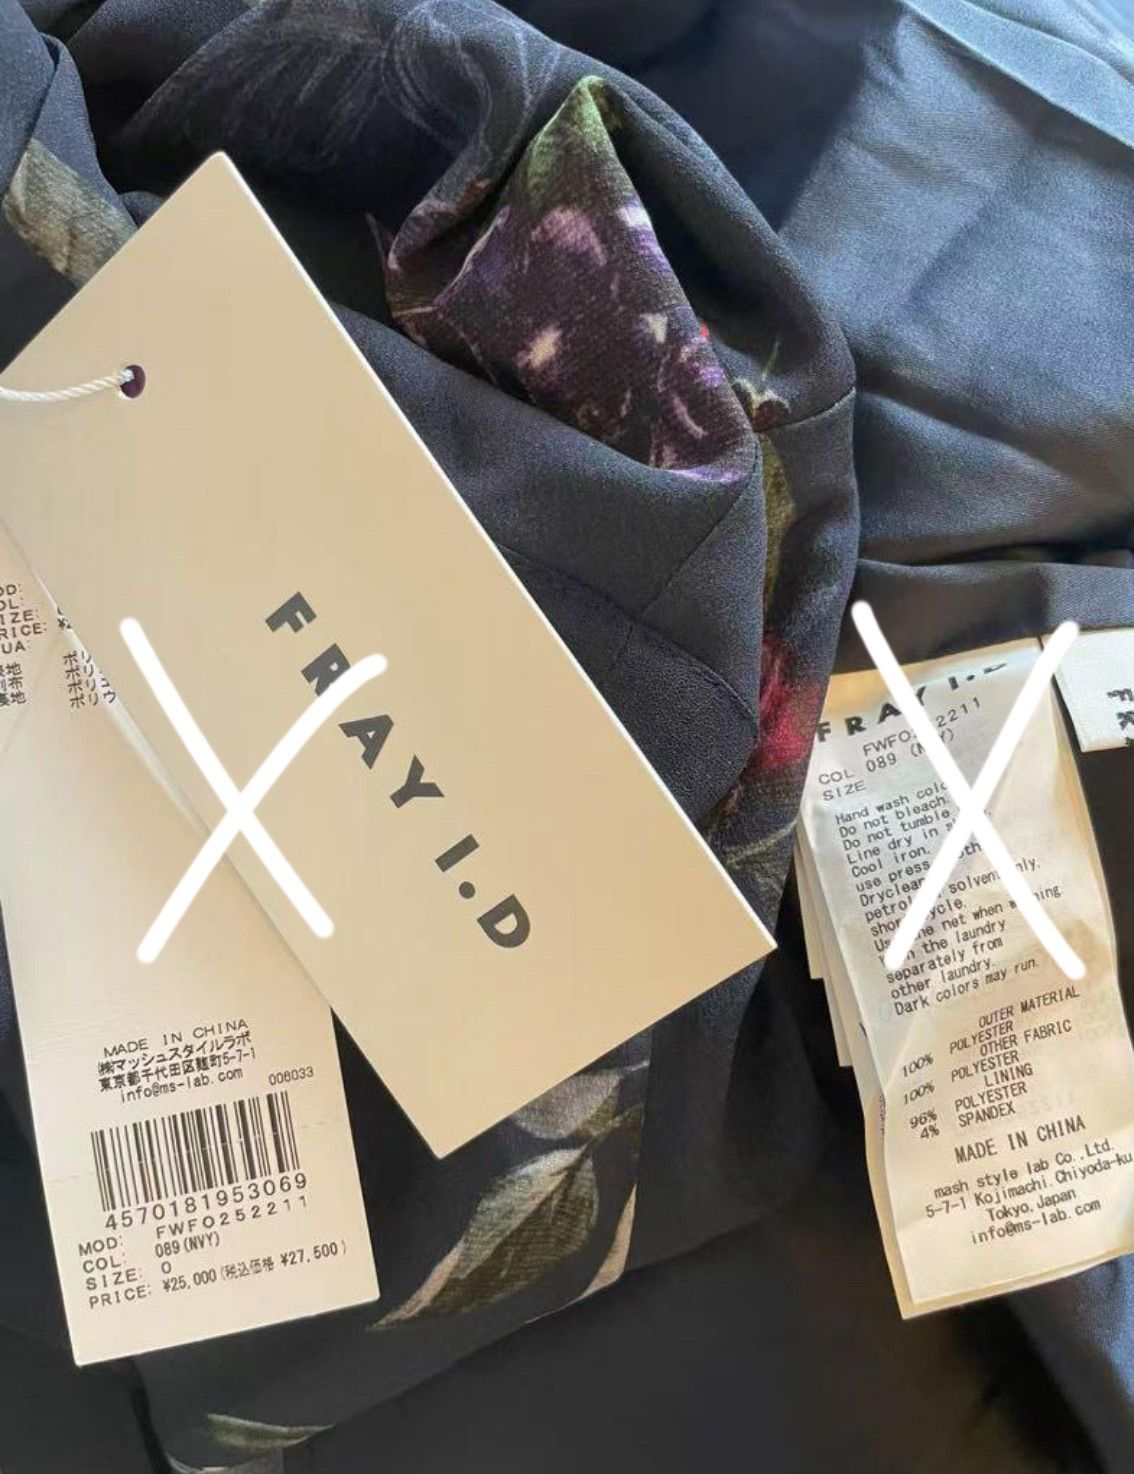 FRAY I.D
MADE IN CHINA
㈱マッシュスタイルラボ
東京都千代田区麹町5-7-1
info@ms-lab.com
006033
4570181953069
MOD: FWFO252211
COL: 089(NVY)
SIZE: 0
PRICE: ¥25,000(税込価格 ¥27,500)
RICE:
UA:
FRAY I.D
2211
COL 089
SIZE
Hand wash
Do not bleach
Do not tumble
Line dry in
Cool iron.
use press
solvent only.
net when
the laundry
separately from
other laundry.
Dark colors may run.
OUTER MATERIAL
100% POLYESTER
OTHER FABRIC
100% POLYESTER
LINING
96% POLYESTER
4% SPANDEX
MADE IN CHINA
mash style lab Co.,Ltd.
5-7-1 Kojimachi,Chiyoda-ku
Tokyo,Japan
info@ms-lab.com